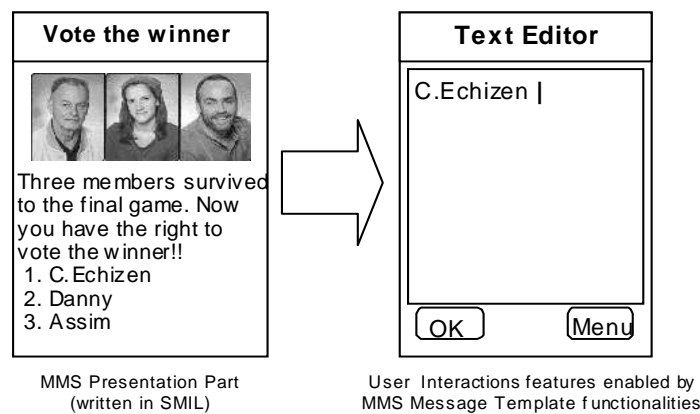 Vote the winner
Three members survived
to the final game. Now
you have the right to
vote the winner!!
1. C.Echizen
2. Danny
3. Assim
MMS Presentation Part
(written in SMIL)
Text Editor
C.Echizen
OK
Menu
User Interactions features enabled by
MMS Message Template functionalities